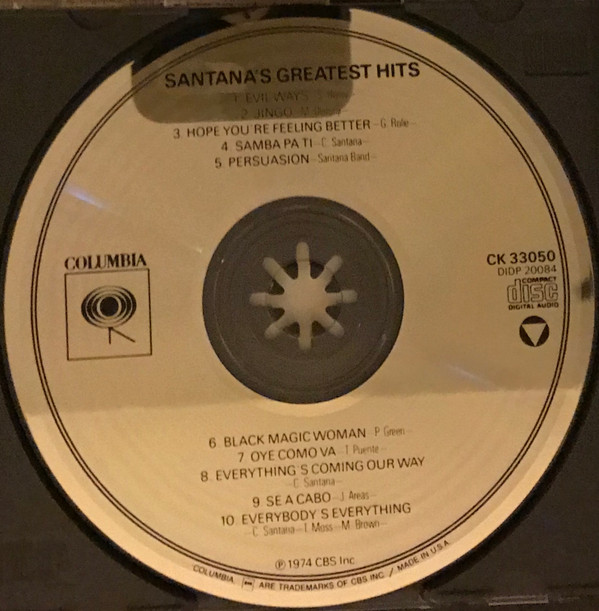 SANTANA'S GREATEST HITS
1. EVIL WAYS
2. JINGO
3. HOPE YOU'RE FEELING BETTER –G. Rolie–
4. SAMBA PA TI –C. Santana–
5. PERSUASION –Santana Band–
COLUMBIA
CK 33050
DIDP 20084
COMPACT
disc
DIGITAL AUDIO
6. BLACK MAGIC WOMAN –P. Green–
7. OYE COMO VA –T. Puente–
8. EVERYTHING'S COMING OUR WAY
–C. Santana–
9. SE A CABO –J. Areas–
10. EVERYBODY'S EVERYTHING
–C. Santana–T. Moss–M. Brown–
℗ 1974 CBS Inc
COLUMBIA, ARE TRADEMARKS OF CBS INC. / MADE IN U.S.A.